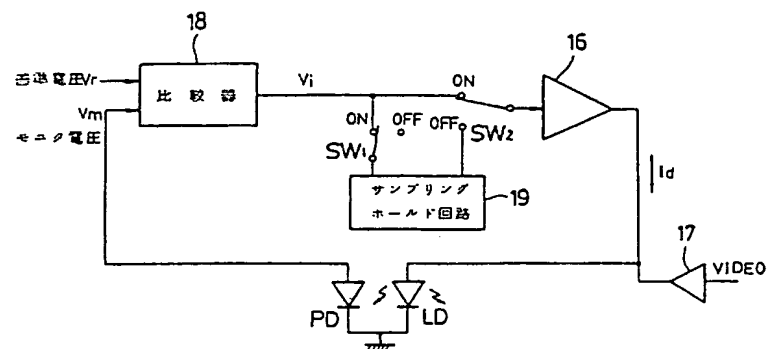 18
16
基準電圧Vr
Vm
モニタ電圧
比較器
Vi
ON
ON
OFF
OFF
SW1
SW2
サンプリング
ホールド回路
19
Id
17
VIDEO
PD
LD